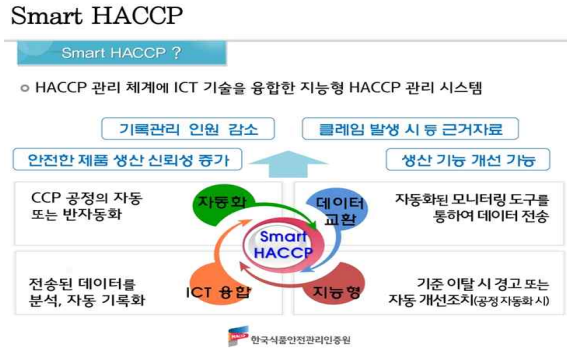 Smart HACCP
Smart HACCP ?
HACCP 관리 체계에 ICT 기술을 융합한 지능형 HACCP 관리 시스템
기록관리 인원 감소
클레임 발생 시 등 근거자료
안전한 제품 생산 신뢰성 증가
생산 기능 개선 가능
CCP 공정의 자동
또는 반자동화
자동화
데이터
교환
자동화된 모니터링 도구를
통하여 데이터 전송
Smart
HACCP
전송된 데이터를
분석, 자동 기록화
ICT 융합
지능형
기준 이탈 시 경고 또는
자동 개선조치(공정 자동화 시)
HACCP
한국식품안전관리인증원